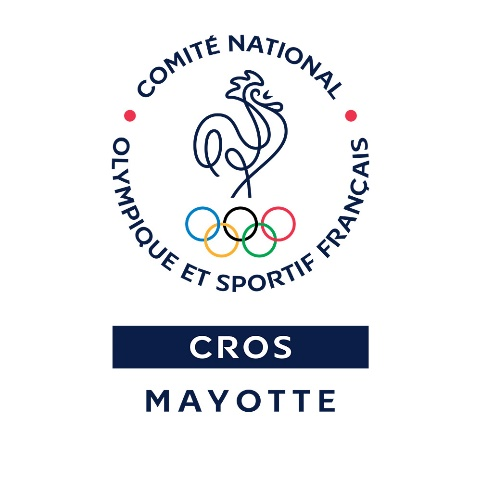 COMITÉ NATIONAL
OLYMPIQUE ET SPORTIF FRANÇAIS
CROS
MAYOTTE